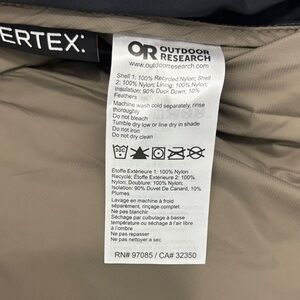 ERTEX.
OR OUTDOOR
RESEARCH
www.outdoorresearch.com
Shell 1: 100% Recycled Nylon; Shell
2: 100% Nylon; Lining: 100% Nylon;
Insulation: 90% Duck Down, 10%
Feathers
Machine wash cold separately, rinse
thoroughly
Do not bleach
Tumble dry low or line dry in shade
Do not iron
Do not dry clean
Étoffe Extérieure 1: 100% Nylon
Recyclé; Étoffe Extérieure 2: 100%
Nylon; Doublure: 100% Nylon;
Isolation: 90% Duvet De Canard, 10%
Plumes
Lavage en machine à froid
séparément, rinçage complet
Ne pas blanchir
Séchage par culbutage à basse
température ou séchage à l'air libre
à l'ombre
Ne pas repasser
Ne pas nettoyer a sec
RN# 97085 / CA# 32350